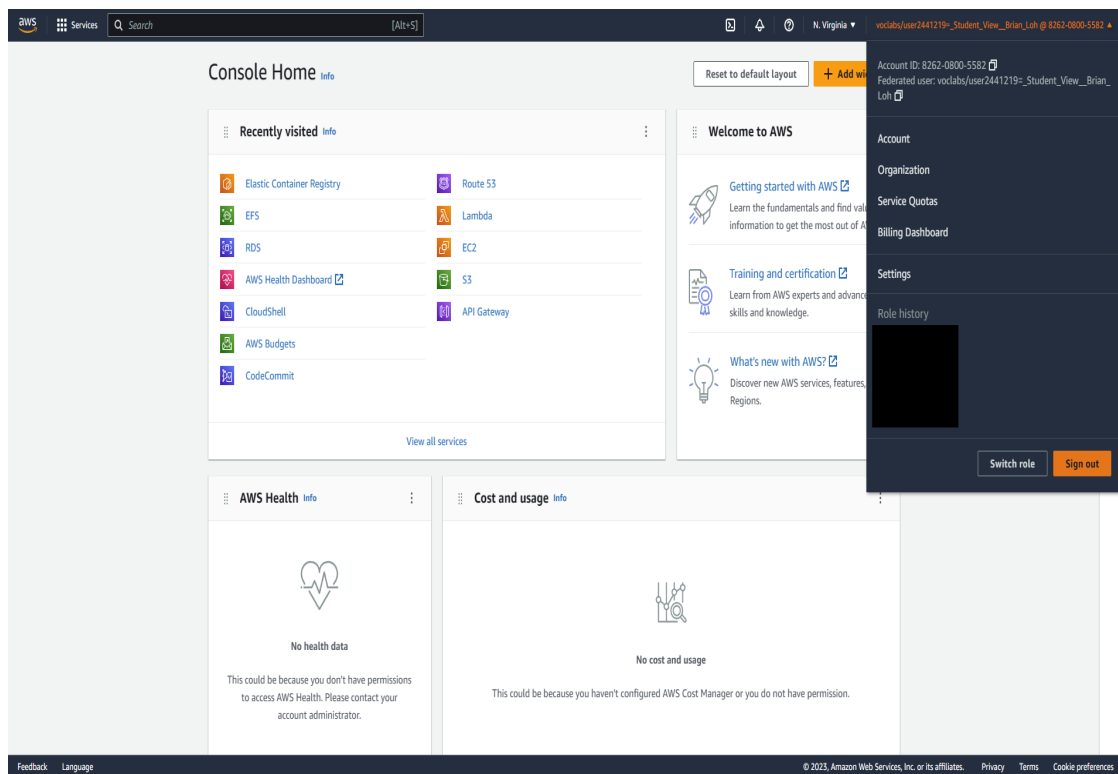 aws
Services
Search
[Alt+S]
N. Virginia
voclabs/user2441219=_Student_View__Brian_Loh @ 8262-0800-5582
Console Home Info
Reset to default layout
+ Add wi
Account ID: 8262-0800-5582
Federated user: voclabs/user2441219=_Student_View__Brian_
Loh
Account
Organization
Service Quotas
Billing Dashboard
Settings
Role history
Switch role
Sign out
Recently visited Info
Elastic Container Registry
EFS
RDS
AWS Health Dashboard
CloudShell
AWS Budgets
CodeCommit
Route 53
Lambda
EC2
S3
API Gateway
View all services
Welcome to AWS
Getting started with AWS
Learn the fundamentals and find val
information to get the most out of A
Training and certification
Learn from AWS experts and advance
skills and knowledge.
What's new with AWS?
Discover new AWS services, features,
Regions.
AWS Health Info
No health data
This could be because you don't have permissions
to access AWS Health. Please contact your
account administrator.
Cost and usage Info
No cost and usage
This could be because you haven't configured AWS Cost Manager or you do not have permission.
Feedback
Language
© 2023, Amazon Web Services, Inc. or its affiliates.
Privacy
Terms
Cookie preferences